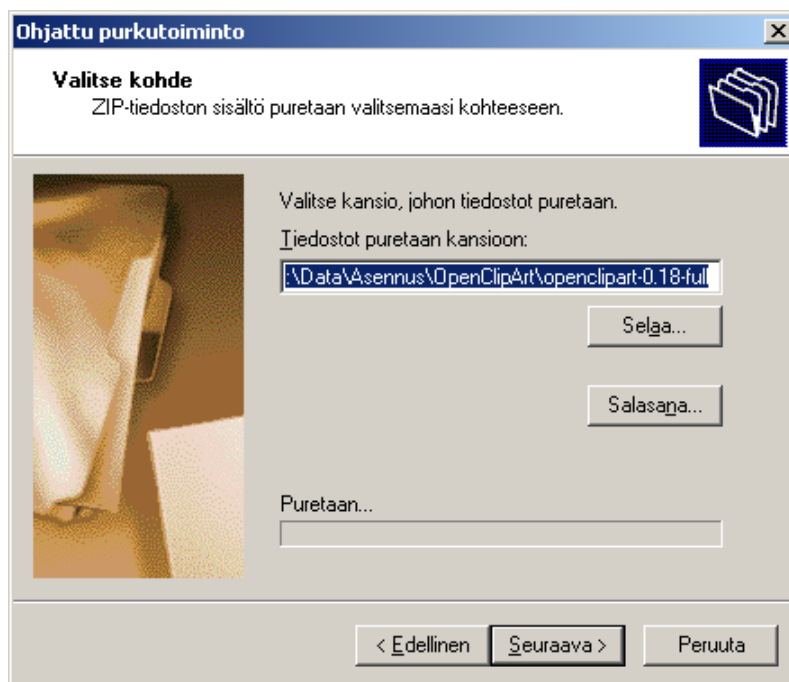 Ohjattu purkutoiminto
Valitse kohde
ZIP-tiedoston sisältö puretaan valitsemaasi kohteeseen.
Valitse kansio, johon tiedostot puretaan.
Tiedostot puretaan kansioon:
:\Data\Asennus\OpenClipArt\openclipart-0.18-full
Selaa...
Salasana...
Puretaan...
< Edellinen Seuraava > Peruuta